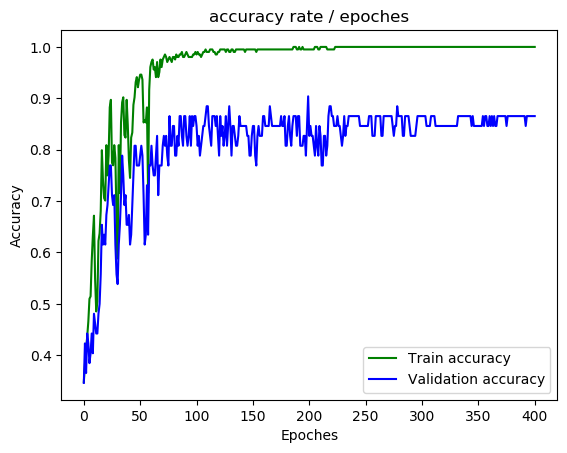 accuracy rate / epoches
1.0
0.9
0.8
0.7
0.6
0.5
0.4
Accuracy
0 50 100 150 200 250 300 350 400
Epoches
Train accuracy
Validation accuracy